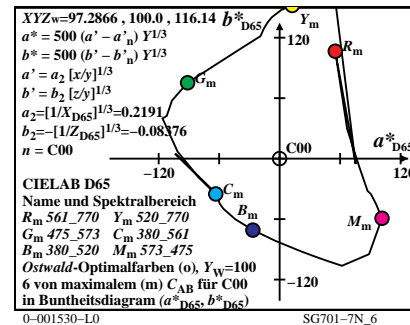 XYZw=97.2866, 100.0, 116.14 b*D65
a* = 500 (a' − a'n) Y1/3
b* = 500 (b' − b'n) Y1/3
a' = a2 [x/y]1/3
b' = b2 [z/y]1/3
a2=[1/XD65]1/3=0.2191
b2=−[1/ZD65]1/3=−0.08376
n = C00
CIELAB D65
Name und Spektralbereich
Rm 561_770 Ym 520_770
Gm 475_573 Cm 380_561
Bm 380_520 Mm 573_475
Ostwald-Optimalfarben (o), YW=100
6 von maximalem (m) CAB für C00
in Buntheitsdiagram (a*D65, b*D65)
Ym
120
Rm
Gm
C00
a*D65
−120
120
Cm
Bm
Mm
−120
0−001530−L0
SG701−7N_6